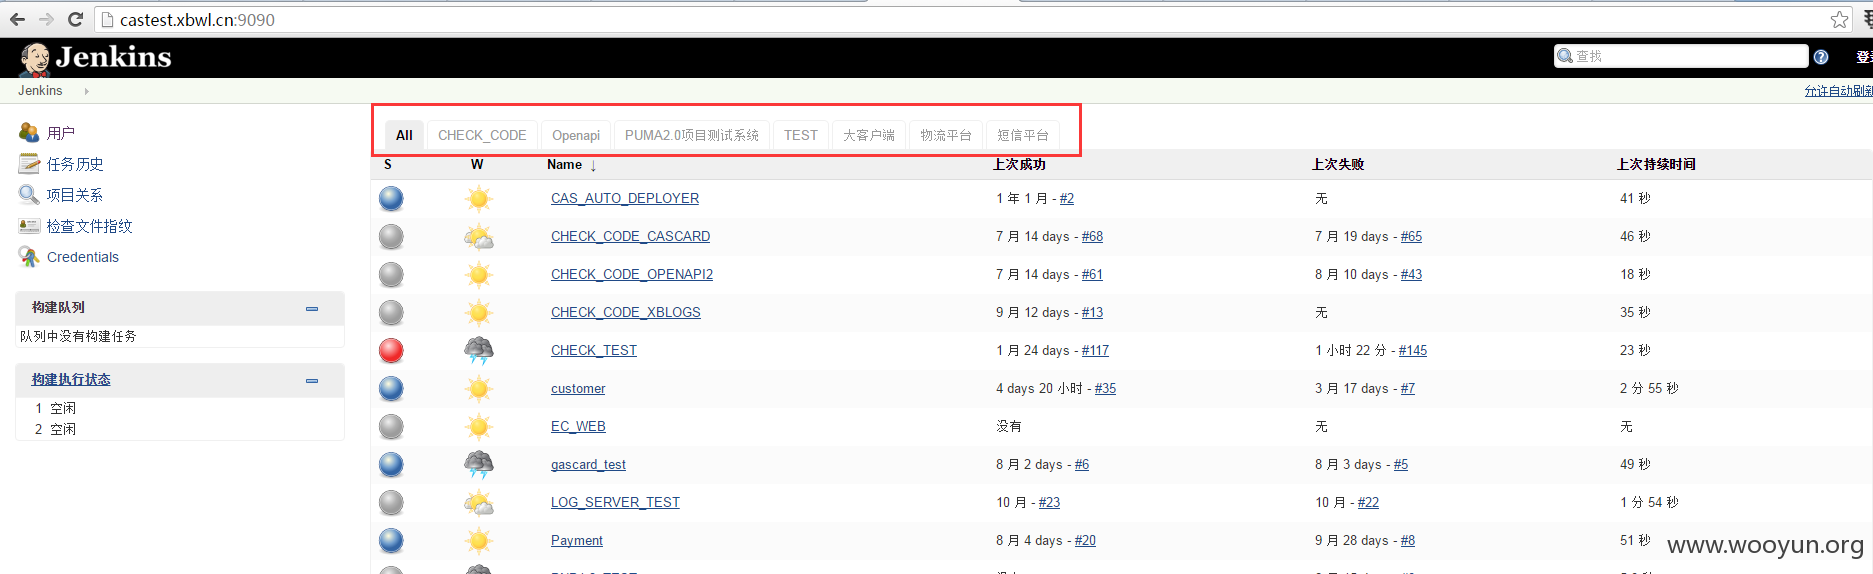 castest.xbwl.cn:9090
Jenkins
查找
Jenkins
All CHECK_CODE Openapi PUMA2.0项目测试系统 TEST 大客户端 物流平台 短信平台
用户
任务历史
项目关系
检查文件指纹
Credentials
构建队列
队列中没有构建任务
构建执行状态
1 空闲
2 空闲
S W Name ↓ 上次成功 上次失败 上次持续时间
CAS_AUTO_DEPLOYER 1 年 1 月 - #2 无 41 秒
CHECK_CODE_CASCARD 7 月 14 days - #68 7 月 19 days - #65 46 秒
CHECK_CODE_OPENAPI2 7 月 14 days - #61 8 月 10 days - #43 18 秒
CHECK_CODE_XBLOGS 9 月 12 days - #13 无 35 秒
CHECK_TEST 1 月 24 days - #117 1 小时 22 分 - #145 23 秒
customer 4 days 20 小时 - #35 3 月 17 days - #7 2 分 55 秒
EC_WEB 没有 无 无
gascard_test 8 月 2 days - #6 8 月 3 days - #5 49 秒
LOG_SERVER_TEST 10 月 - #23 10 月 - #22 1 分 54 秒
Payment 8 月 4 days - #20 9 月 28 days - #8 51 秒
www.wooyun.org
允许自动刷新